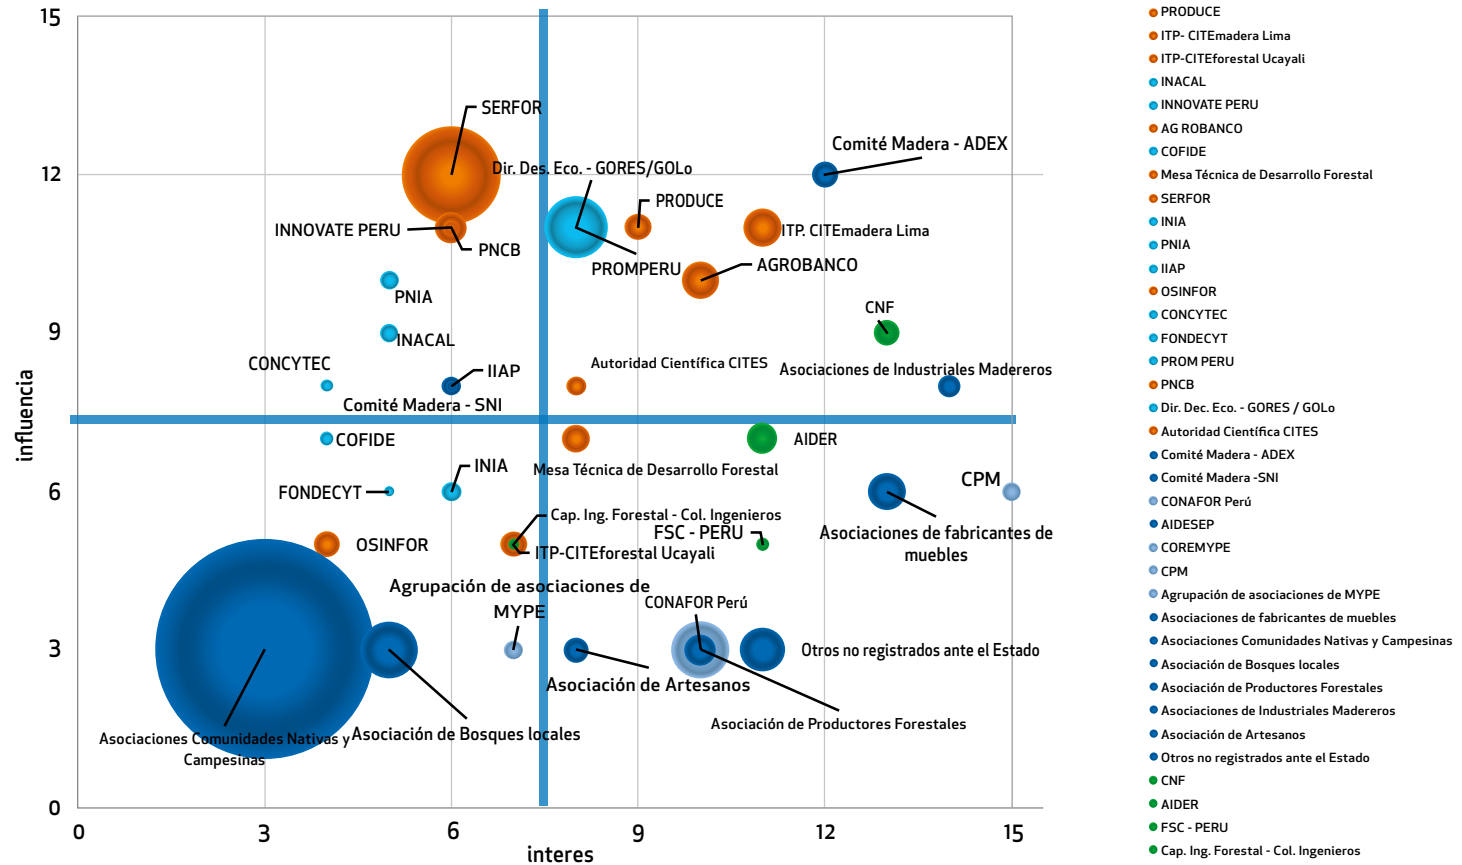 15
SERFOR
Comité Madera - ADEX
12
Dir. Des. Eco. - GORES/GOLo
PRODUCE
INNOVATE PERU
PNCB
ITP. CITEmadera Lima
PROMPERU
AGROBANCO
PNIA
CNF
9
INACAL
CONCYTEC
IIAP
Autoridad Científica CITES
Asociaciones de Industriales Madereros
Comité Madera - SNI
influencia
COFIDE
AIDER
INIA
Mesa Técnica de Desarrollo Forestal
CPM
6
FONDECYT
Cap. Ing. Forestal - Col. Ingenieros
FSC - PERU
Asociaciones de fabricantes de
muebles
OSINFOR
ITP-CITEforestal Ucayali
Agrupación de asociaciones de
MYPE
CONAFOR Perú
3
Otros no registrados ante el Estado
Asociación de Artesanos
Asociación de Productores Forestales
Asociación de Bosques locales
Asociaciones Comunidades Nativas y
Campesinas
0
0
3
6
9
12
15
interes
PRODUCE
ITP- CITEmadera Lima
ITP-CITEforestal Ucayali
INACAL
INNOVATE PERU
AG ROBANCO
COFIDE
Mesa Técnica de Desarrollo Forestal
SERFOR
INIA
PNIA
IIAP
OSINFOR
CONCYTEC
FONDECYT
PROM PERU
PNCB
Dir. Dec. Eco. - GORES / GOLo
Autoridad Científica CITES
Comité Madera - ADEX
Comité Madera -SNI
CONAFOR Perú
AIDESEP
COREMYPE
CPM
Agrupación de asociaciones de MYPE
Asociaciones de fabricantes de muebles
Asociaciones Comunidades Nativas y Campesinas
Asociación de Bosques locales
Asociación de Productores Forestales
Asociaciones de Industriales Madereros
Asociación de Artesanos
Otros no registrados ante el Estado
CNF
AIDER
FSC - PERU
Cap. Ing. Forestal - Col. Ingenieros